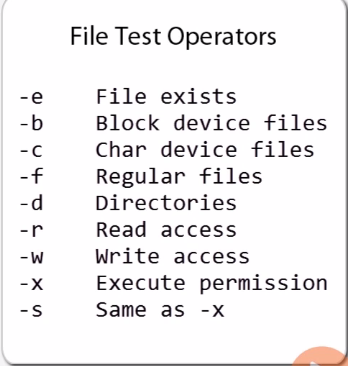 File Test Operators
-e File exists
-b Block device files
-c Char device files
-f Regular files
-d Directories
-r Read access
-w Write access
-x Execute permission
-s Same as -x